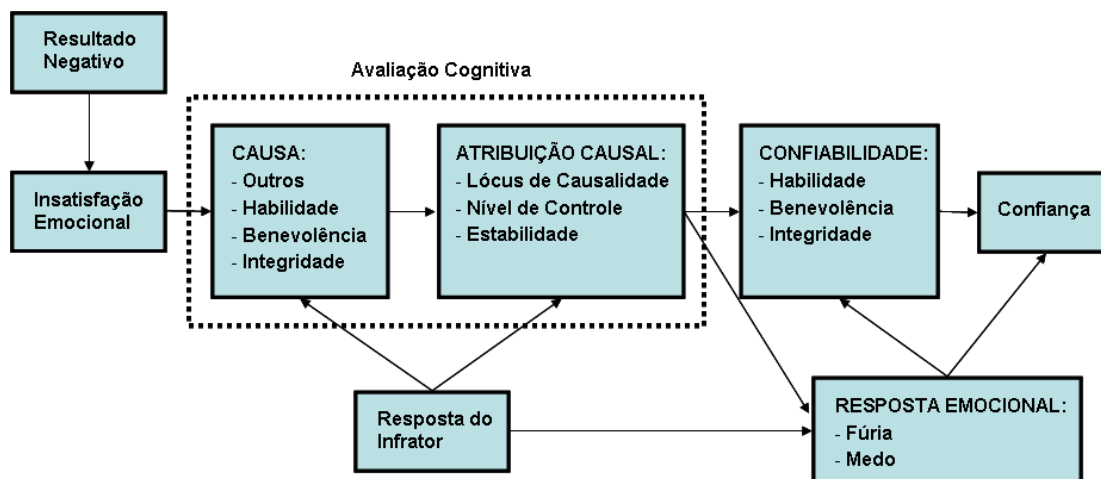 Resultado
Negativo
Avaliação Cognitiva
Insatisfação
Emocional
CAUSA:
- Outros
- Habilidade
- Benevolência
- Integridade
ATRIBUIÇÃO CAUSAL:
- Lócus de Causalidade
- Nível de Controle
- Estabilidade
CONFIABILIDADE:
- Habilidade
- Benevolência
- Integridade
Confiança
Resposta do
Infrator
RESPOSTA EMOCIONAL:
- Fúria
- Medo